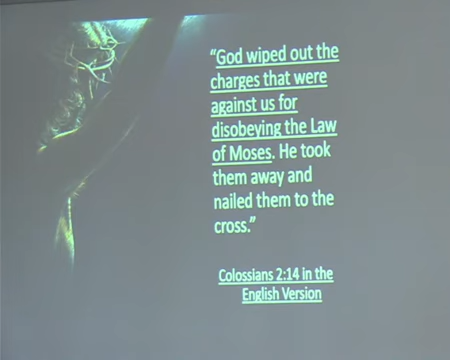 “God wiped out the
charges that were
against us for
disobeying the Law
of Moses. He took
them away and
nailed them to the
cross.”
Colossians 2:14 in the
English Version